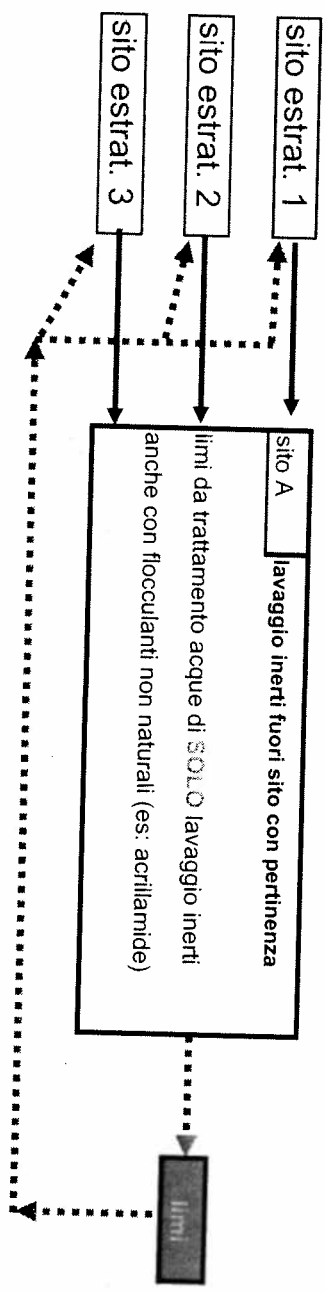 sito estrat. 1
sito estrat. 2
sito estrat. 3
sito A
lavaggio inerti fuori sito con pertinenza
limi da trattamento acque di SOLO lavaggio inerti
anche con flocculanti non naturali (es: acrillamide)
limi